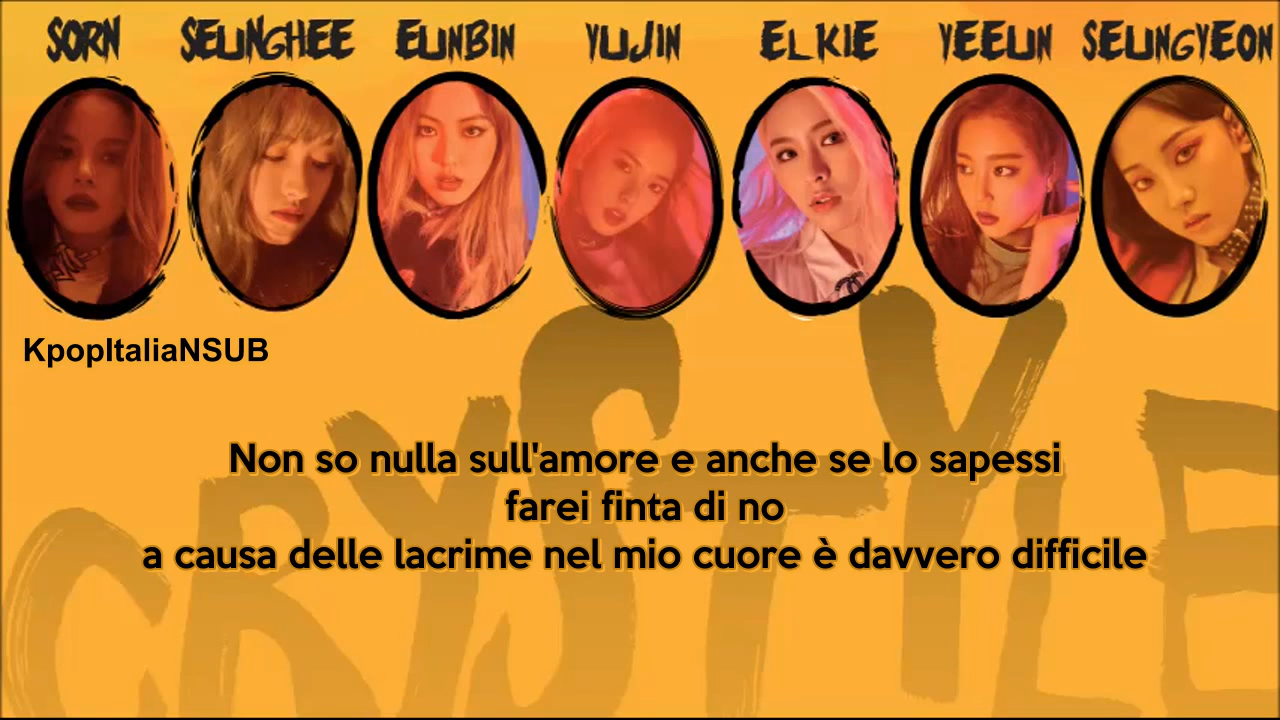 SORN SEUNGHEE EUNBIN YUJIN ELKIE YEEUN SEUNGYEON
KpopItaliaNSUB
CRYSTYLE
Non so nulla sull'amore e anche se lo sapessi
farei finta di no
a causa delle lacrime nel mio cuore è davvero difficile